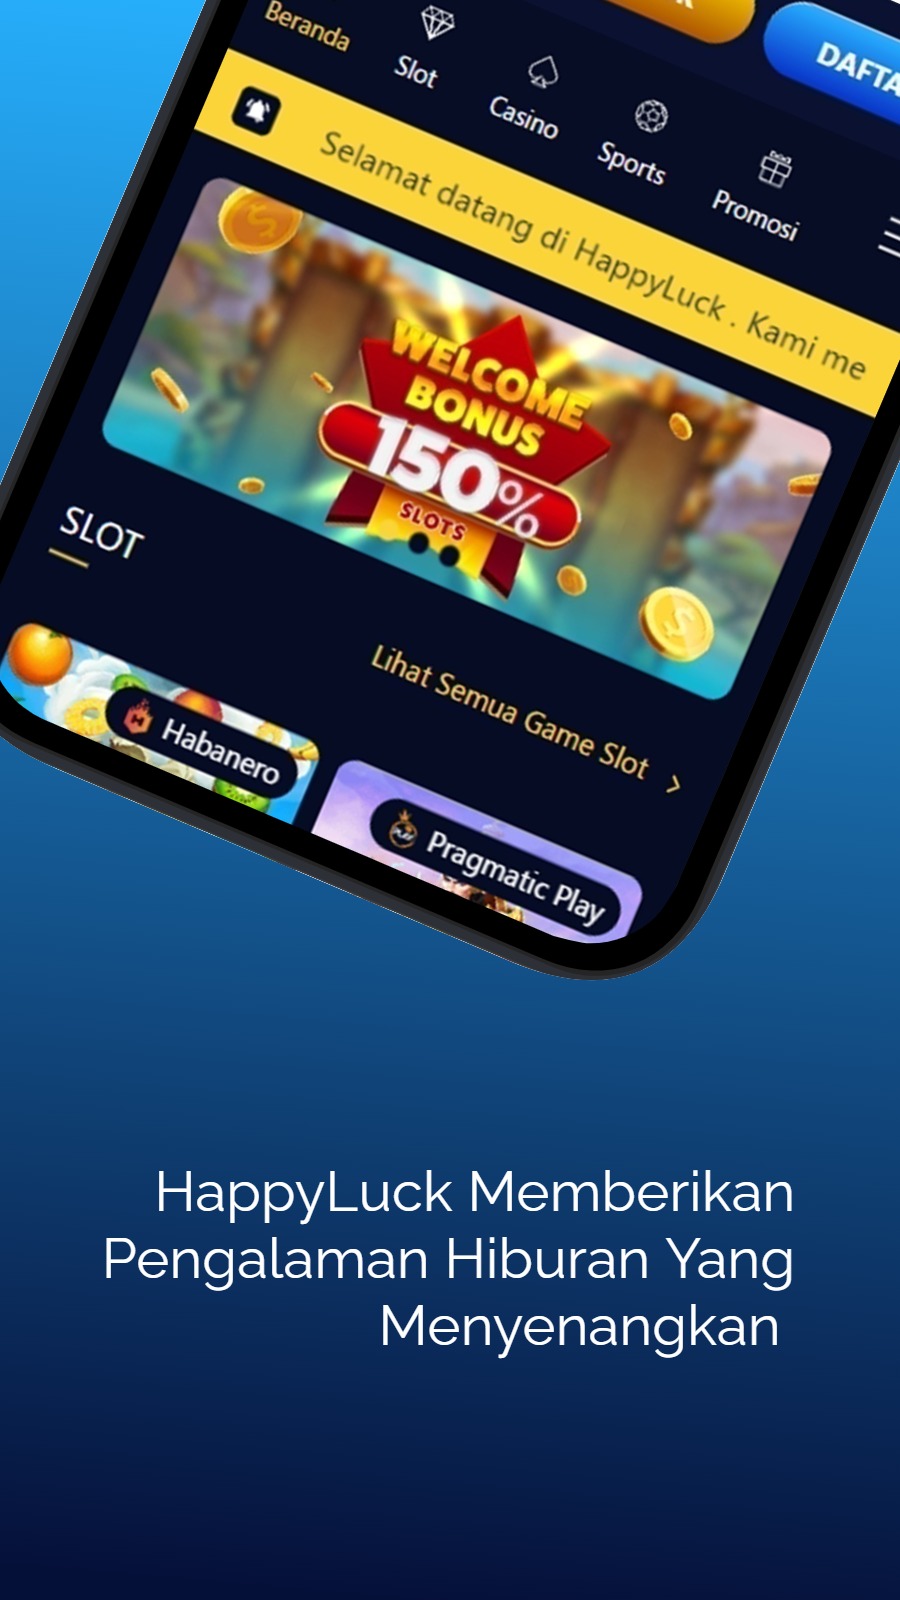 DAFTA
Beranda
Slot
Casino
Sports
Promosi
Selamat datang di HappyLuck . Kami me
WELCOME
BONUS
150%
SLOTS
SLOT
Lihat Semua Game Slot >
Habanero
Pragmatic Play
HappyLuck Memberikan
Pengalaman Hiburan Yang
Menyenangkan